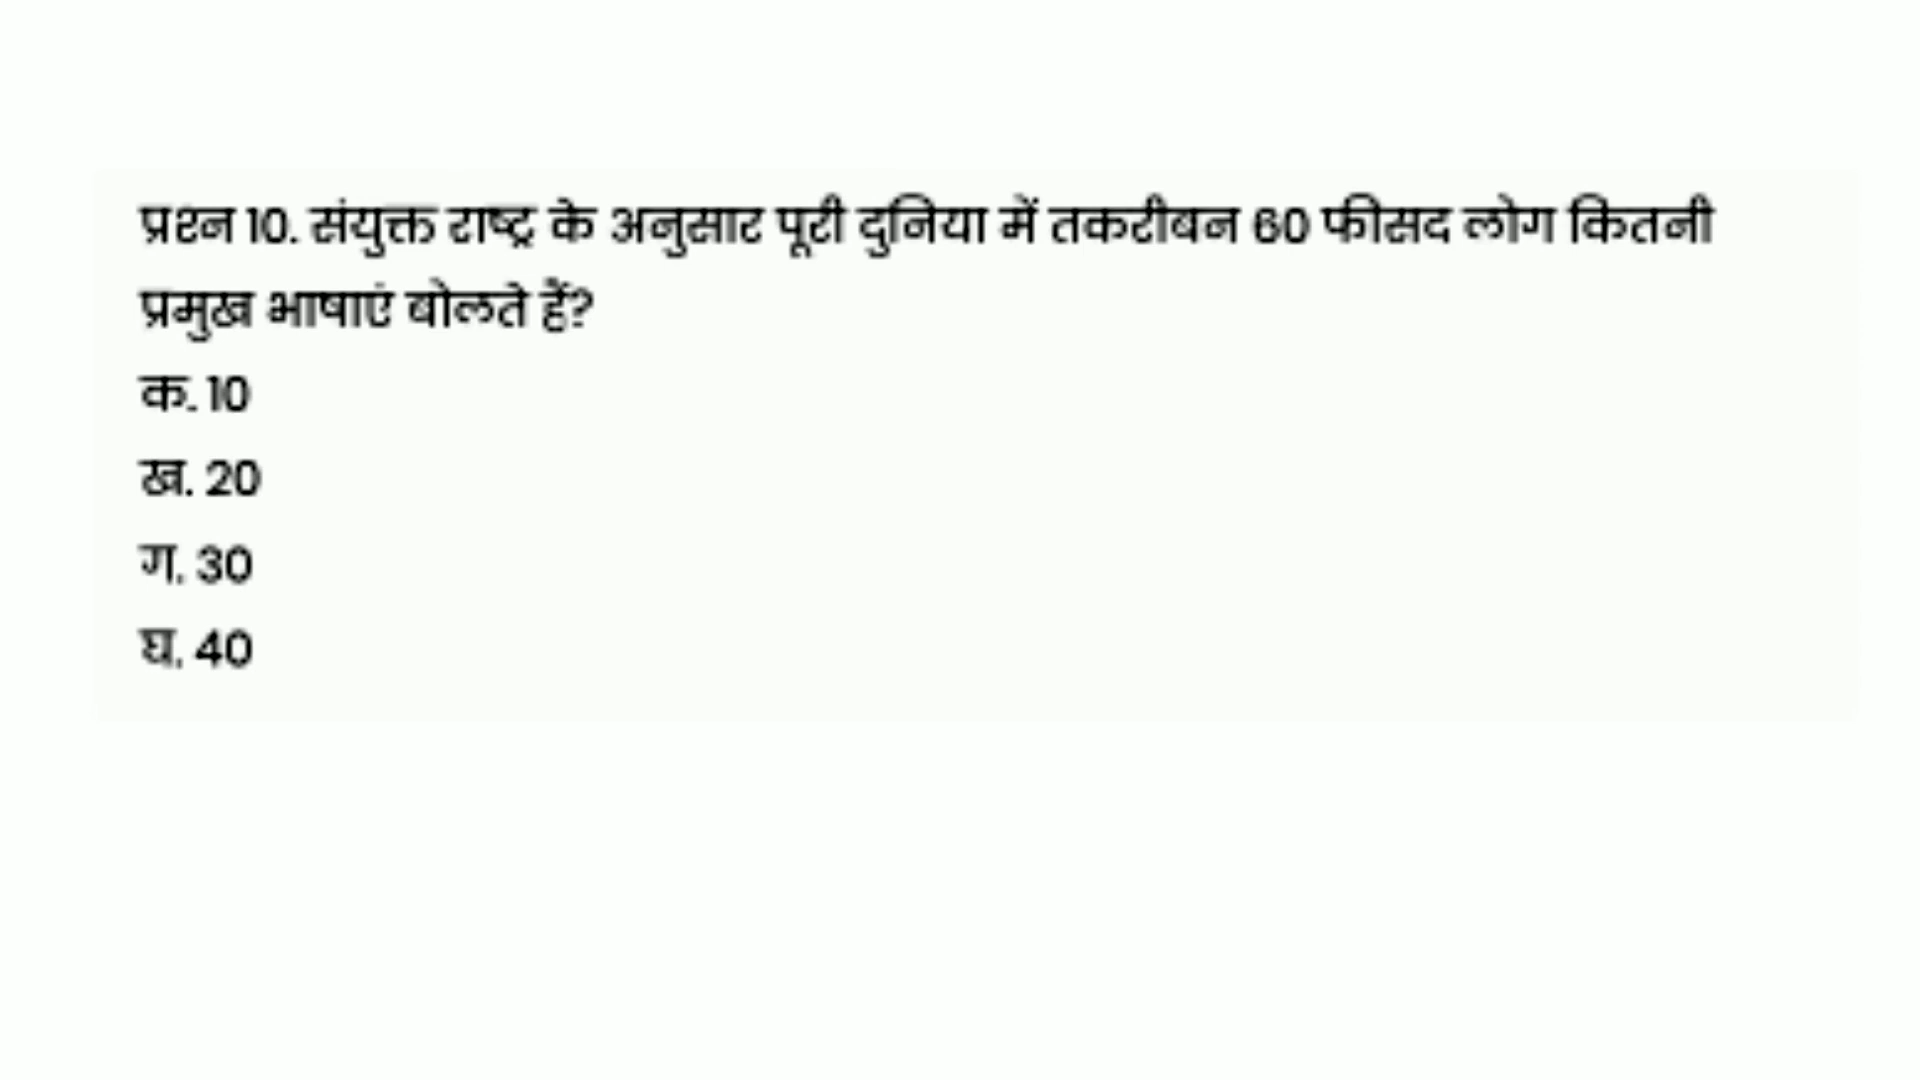 प्रश्न 10. संयुक्त राष्ट्र के अनुसार पूरी दुनिया में तकरीबन 60 फीसद लोग कितनी
प्रमुख भाषाएं बोलते हैं?
क. 10
ख. 20
ग. 30
घ. 40